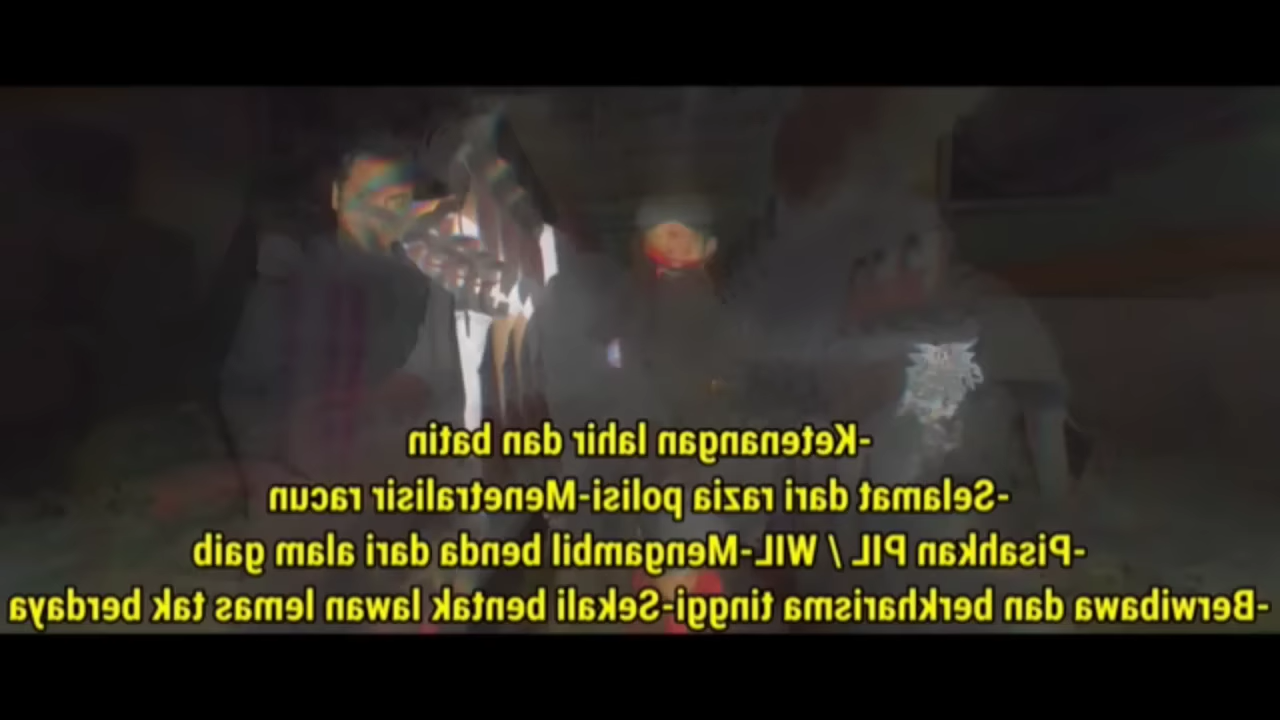 -Ketenangan lahir dan batin
-Selamat dari razia polisi-Menetralisir racun
-Pisahkan PIL / WIL-Mengambil benda dari alam gaib
-Berwibawa dan berkharisma tinggi-Sekali bentak lawan lemas tak berdaya